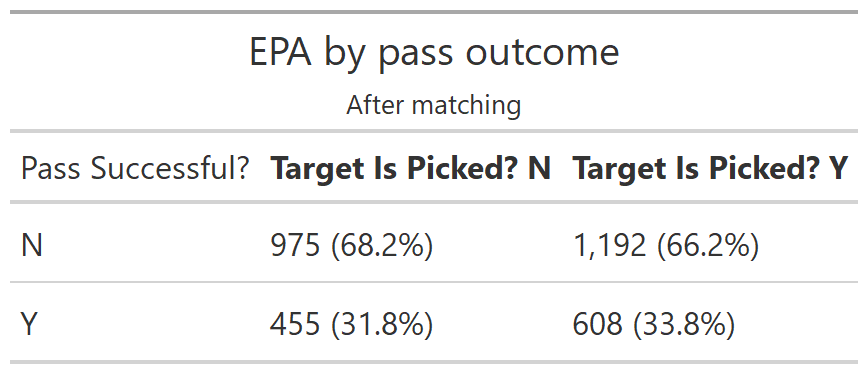 EPA by pass outcome
After matching
Pass Successful? Target Is Picked? N Target Is Picked? Y
N 975 (68.2%) 1,192 (66.2%)
Y 455 (31.8%) 608 (33.8%)